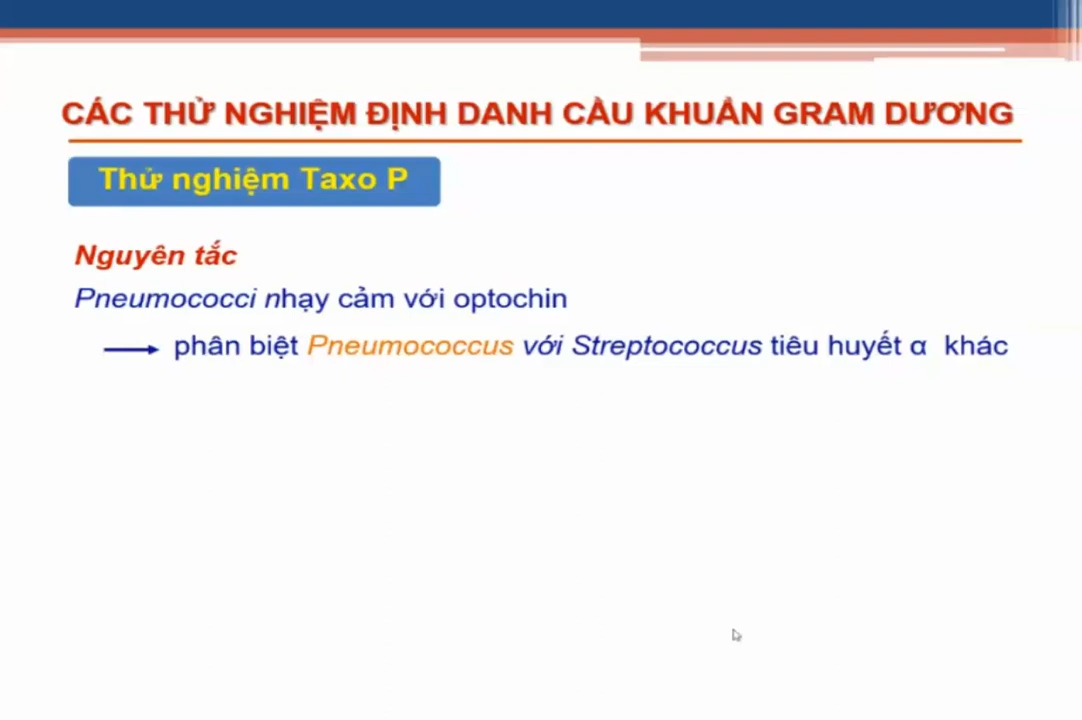 CÁC THỬ NGHIỆM ĐỊNH DANH CẦU KHUẨN GRAM DƯƠNG
Thử nghiệm Taxo P
Nguyên tắc
Pneumococci nhạy cảm với optochin
phân biệt Pneumococcus với Streptococcus tiêu huyết α khác